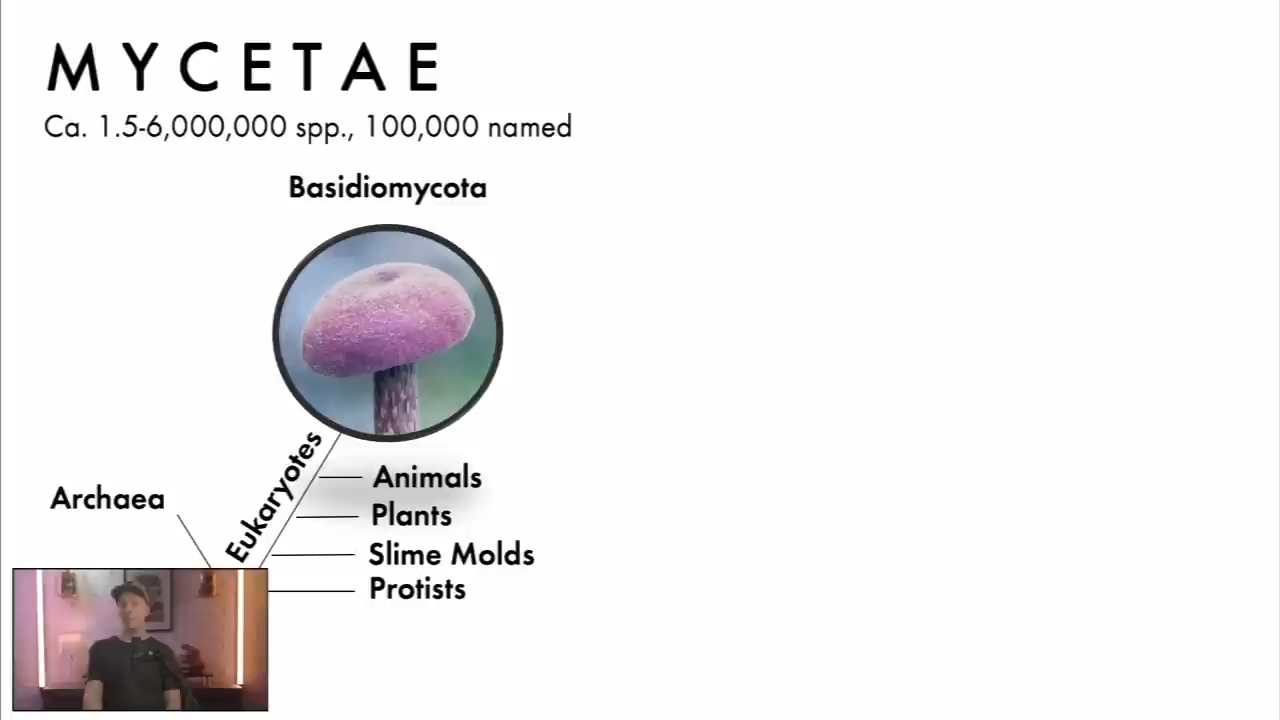 MYCETAE
Ca. 1.5-6,000,000 spp., 100,000 named
Basidiomycota
Eukaryotes
Animals
Archaea
Plants
Slime Molds
Protists